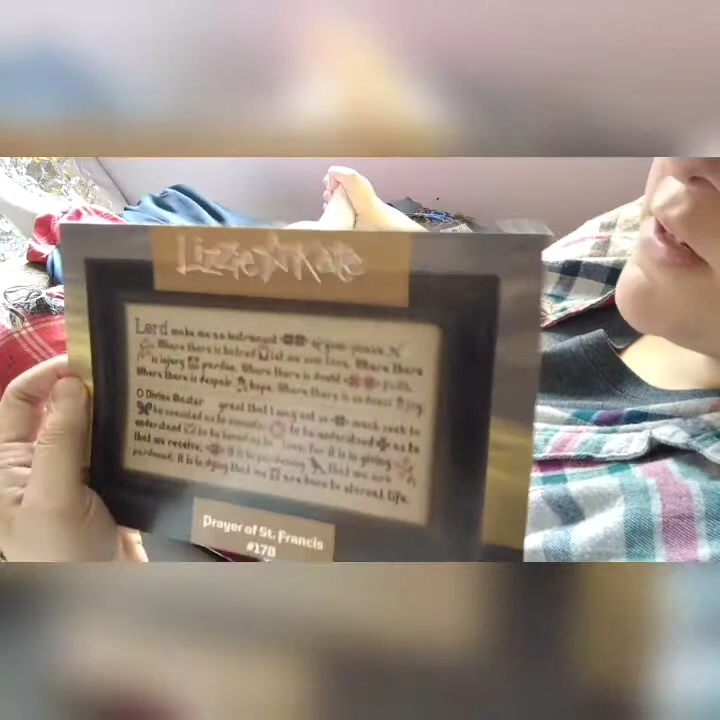 Lizzie Kate
Lord make me an instrument of your peace.
Where there is hatred let me sow love. Where there
is injury pardon. Where there is doubt faith.
Where there is despair hope. Where there is sadness joy
O Divine Master grant that I may not so much seek to
be consoled as to console, to be understood as to
understand to be loved as to love; for it is in giving
that we receive, it is in pardoning that we are
pardoned. It is in dying that we are born to eternal life.
Prayer of St. Francis
#178